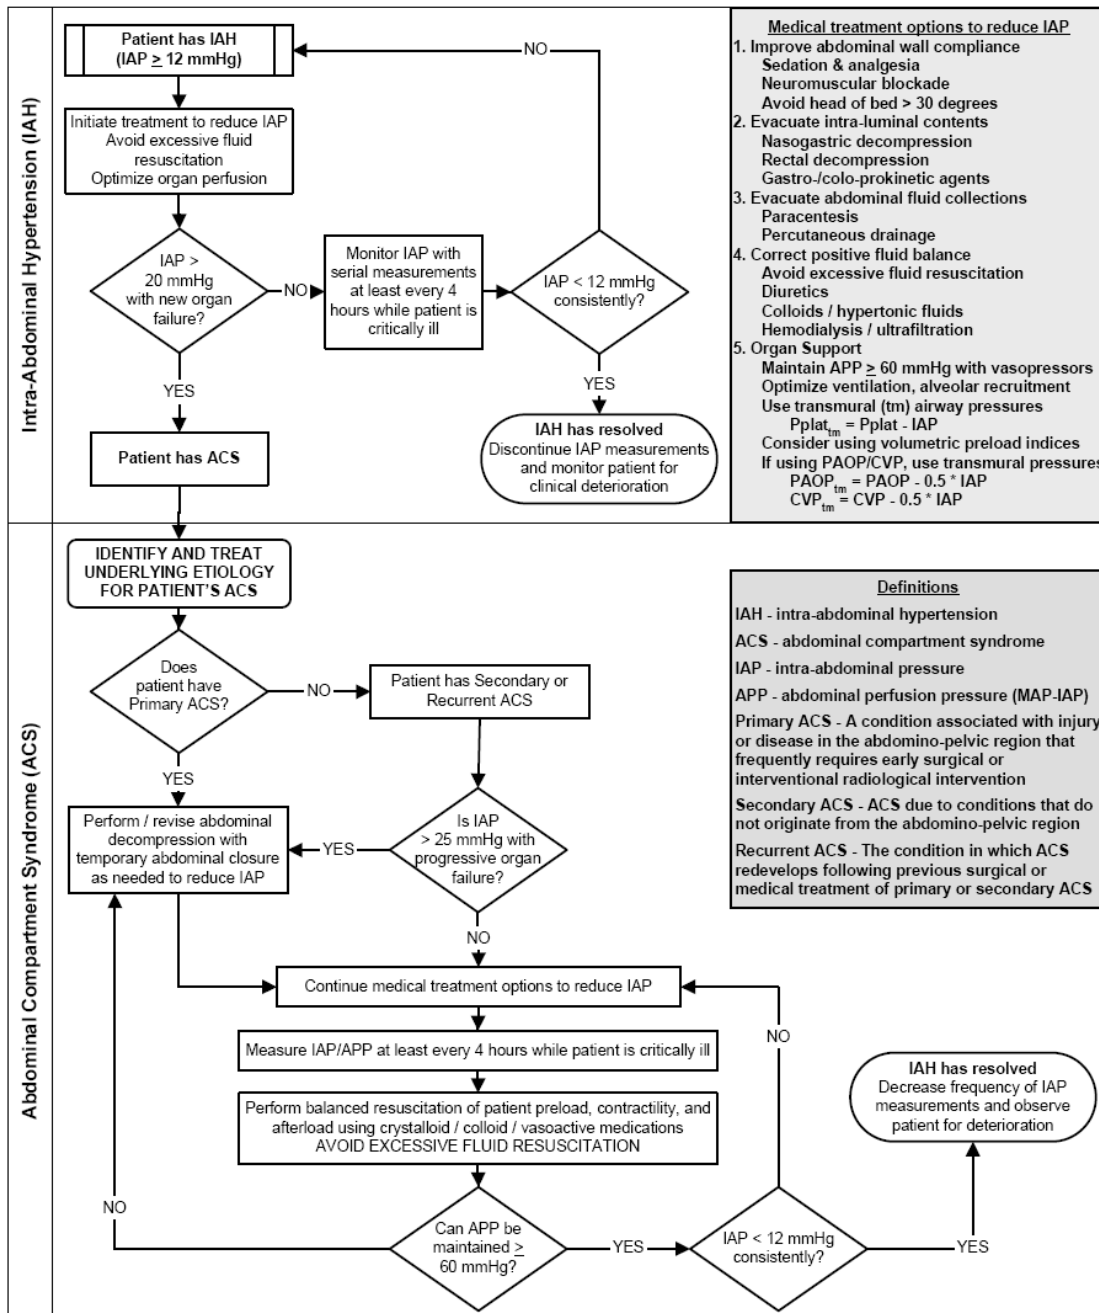 Intra-Abdominal Hypertension (IAH)
Patient has IAH
(IAP ≥ 12 mmHg)
NO
Initiate treatment to reduce IAP
Avoid excessive fluid
resuscitation
Optimize organ perfusion
IAP >
20 mmHg
with new organ
failure?
NO
Monitor IAP with
serial measurements
at least every 4
hours while patient is
critically ill
IAP < 12 mmHg
consistently?
YES
YES
Patient has ACS
IAH has resolved
Discontinue IAP measurements
and monitor patient for
clinical deterioration
Medical treatment options to reduce IAP
1. Improve abdominal wall compliance
Sedation & analgesia
Neuromuscular blockade
Avoid head of bed > 30 degrees
2. Evacuate intra-luminal contents
Nasogastric decompression
Rectal decompression
Gastro-/colo-prokinetic agents
3. Evacuate abdominal fluid collections
Paracentesis
Percutaneous drainage
4. Correct positive fluid balance
Avoid excessive fluid resuscitation
Diuretics
Colloids / hypertonic fluids
Hemodialysis / ultrafiltration
5. Organ Support
Maintain APP ≥ 60 mmHg with vasopressors
Optimize ventilation, alveolar recruitment
Use transmural (tm) airway pressures
Pplat tm = Pplat - IAP
Consider using volumetric preload indices
If using PAOP/CVP, use transmural pressures
PAOP tm = PAOP - 0.5 * IAP
CVP tm = CVP - 0.5 * IAP
Abdominal Compartment Syndrome (ACS)
IDENTIFY AND TREAT
UNDERLYING ETIOLOGY
FOR PATIENT'S ACS
Does
patient have
Primary ACS?
NO
Patient has Secondary or
Recurrent ACS
YES
Perform / revise abdominal
decompression with
temporary abdominal closure
as needed to reduce IAP
YES
Is IAP
> 25 mmHg with
progressive organ
failure?
NO
Continue medical treatment options to reduce IAP
NO
Measure IAP/APP at least every 4 hours while patient is critically ill
Perform balanced resuscitation of patient preload, contractility, and
afterload using crystalloid / colloid / vasoactive medications
AVOID EXCESSIVE FLUID RESUSCITATION
NO
Can APP be
maintained ≥
60 mmHg?
YES
IAP < 12 mmHg
consistently?
YES
IAH has resolved
Decrease frequency of IAP
measurements and observe
patient for deterioration
Definitions
IAH - intra-abdominal hypertension
ACS - abdominal compartment syndrome
IAP - intra-abdominal pressure
APP - abdominal perfusion pressure (MAP-IAP)
Primary ACS - A condition associated with injury
or disease in the abdomino-pelvic region that
frequently requires early surgical or
interventional radiological intervention
Secondary ACS - ACS due to conditions that do
not originate from the abdomino-pelvic region
Recurrent ACS - The condition in which ACS
redevelops following previous surgical or
medical treatment of primary or secondary ACS